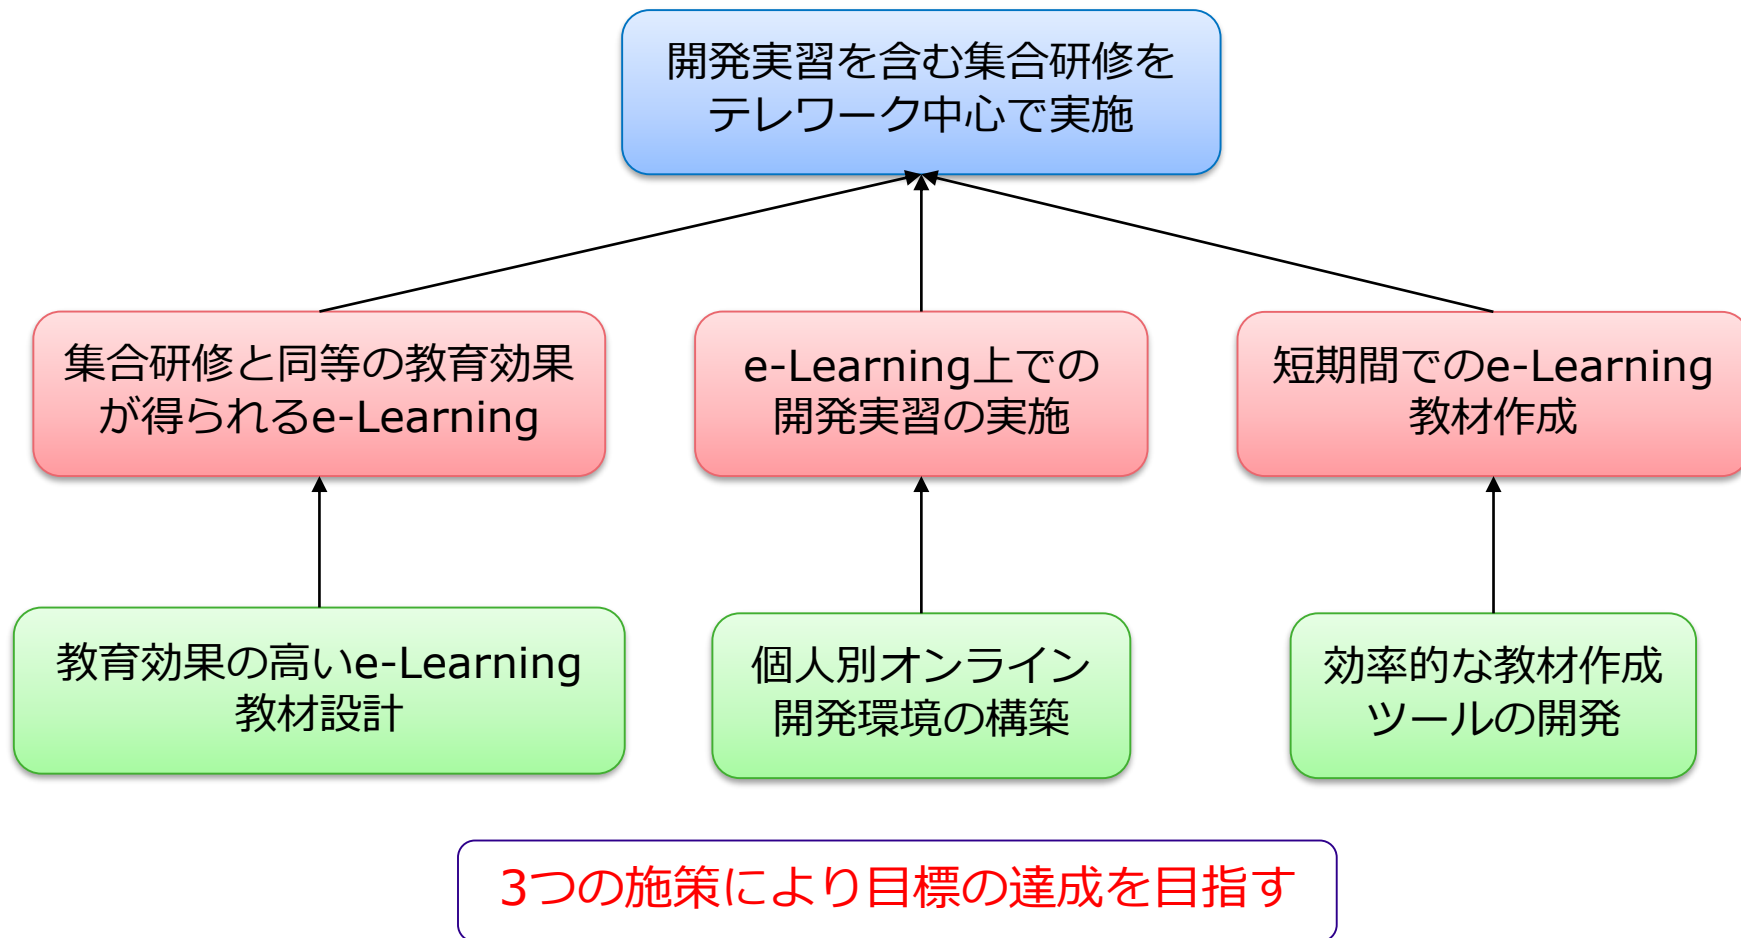 開発実習を含む集合研修を
テレワーク中心で実施
集合研修と同等の教育効果
が得られるe-Learning
e-Learning上での
開発実習の実施
短期間でのe-Learning
教材作成
教育効果の高いe-Learning
教材設計
個人別オンライン
開発環境の構築
効率的な教材作成
ツールの開発
3つの施策により目標の達成を目指す